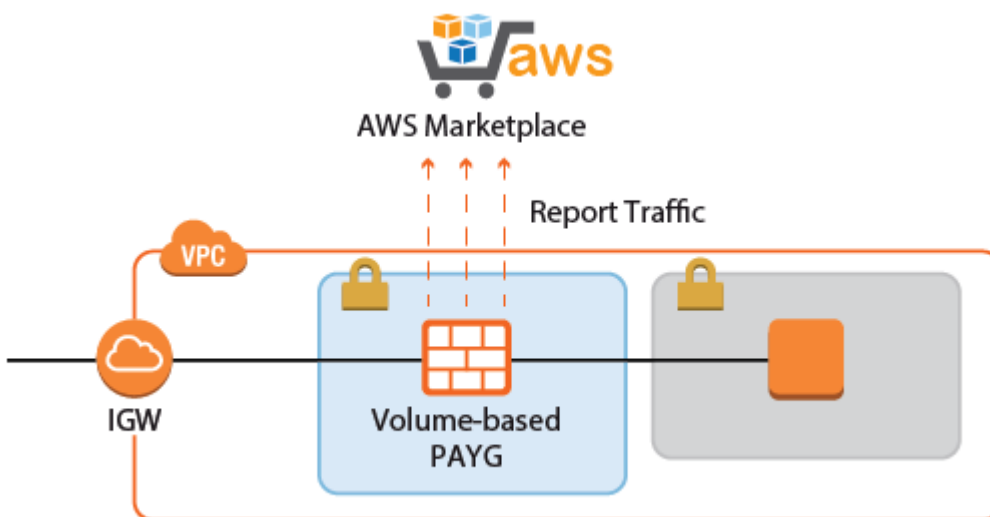 aws
AWS Marketplace
Report Traffic
VPC
IGW
Volume-based
PAYG